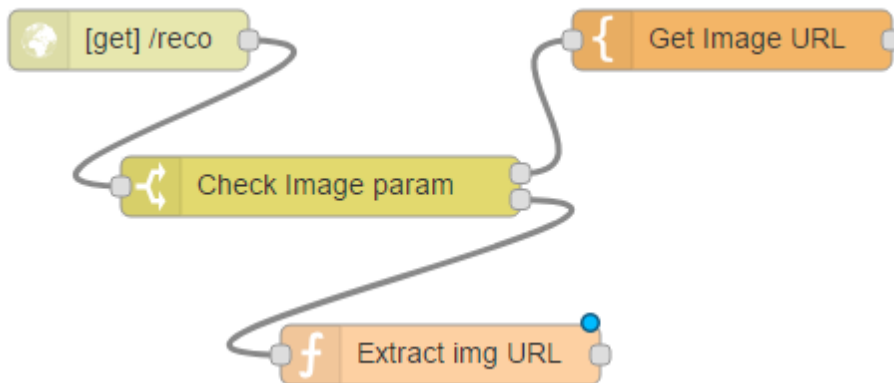 [get] /reco
Get Image URL
Check Image param
Extract img URL